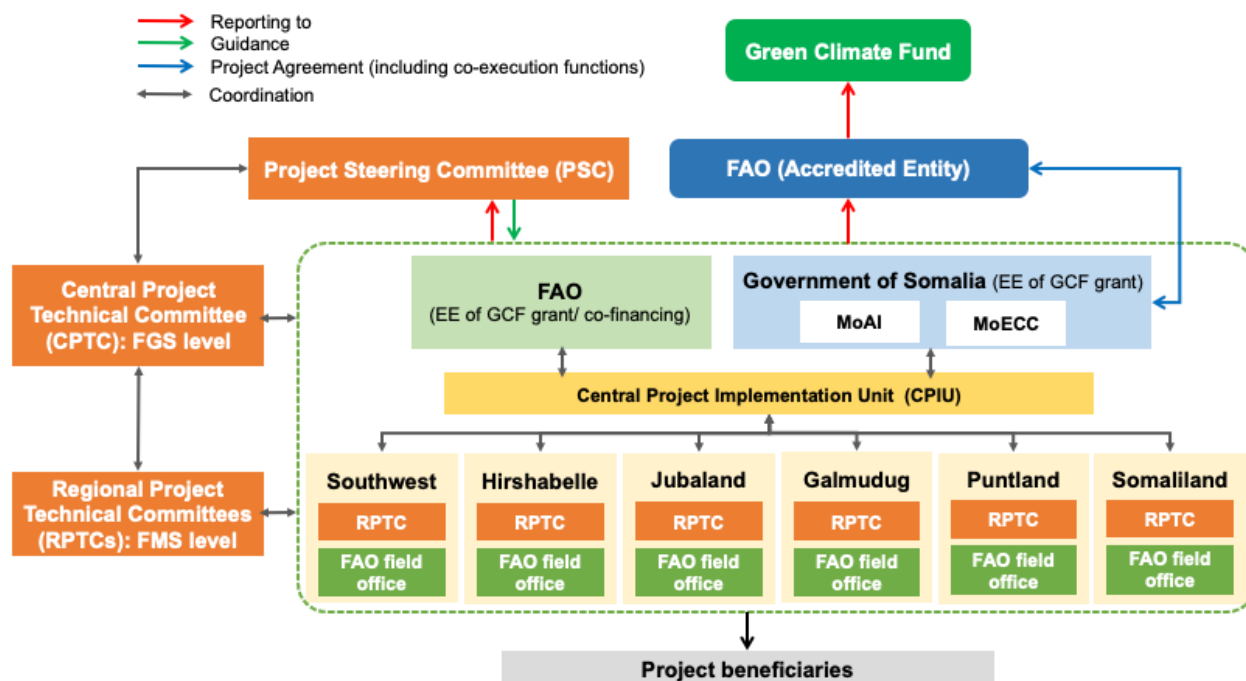 Reporting to
Guidance
Project Agreement (including co-execution functions)
Coordination
Green Climate Fund
Project Steering Committee (PSC)
FAO (Accredited Entity)
Central Project
Technical Committee
(CPTC): FGS level
FAO
(EE of GCF grant/ co-financing)
Government of Somalia (EE of GCF grant)
MoAI
MoECC
Central Project Implementation Unit (CPIU)
Regional Project
Technical Committees
(RPTCs): FMS level
Southwest
RPTC
FAO field
office
Hirshabelle
RPTC
FAO field
office
Jubaland
RPTC
FAO field
office
Galmudug
RPTC
FAO field
office
Puntland
RPTC
FAO field
office
Somaliland
RPTC
FAO field
office
Project beneficiaries